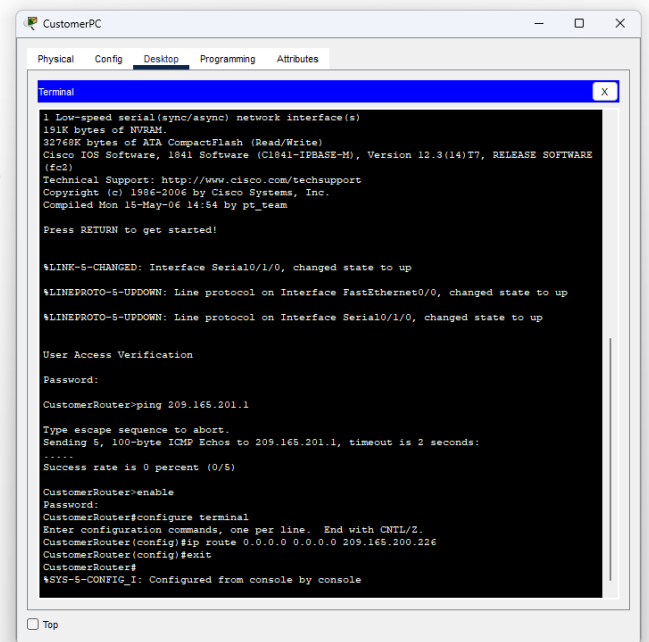 CustomerPC
Physical Config Desktop Programming Attributes
Terminal
X
1 Low-speed serial(sync/async) network interface(s)
191K bytes of NVRAM.
32768K bytes of ATA CompactFlash (Read/Write)
Cisco IOS Software, 1841 Software (C1841-IPBASE-M), Version 12.3(14)T7, RELEASE SOFTWARE
(fc2)
Technical Support: http://www.cisco.com/techsupport
Copyright (c) 1986-2006 by Cisco Systems, Inc.
Compiled Mon 15-May-06 14:54 by pt_team
Press RETURN to get started!
%LINK-5-CHANGED: Interface Serial0/1/0, changed state to up
%LINEPROTO-5-UPDOWN: Line protocol on Interface FastEthernet0/0, changed state to up
%LINEPROTO-5-UPDOWN: Line protocol on Interface Serial0/1/0, changed state to up
User Access Verification
Password:
CustomerRouter>ping 209.165.201.1
Type escape sequence to abort.
Sending 5, 100-byte ICMP Echos to 209.165.201.1, timeout is 2 seconds:
.....
Success rate is 0 percent (0/5)
CustomerRouter>enable
Password:
CustomerRouter#configure terminal
Enter configuration commands, one per line.  End with CNTL/Z.
CustomerRouter(config)#ip route 0.0.0.0 0.0.0.0 209.165.200.226
CustomerRouter(config)#exit
CustomerRouter#
%SYS-5-CONFIG_I: Configured from console by console
Top